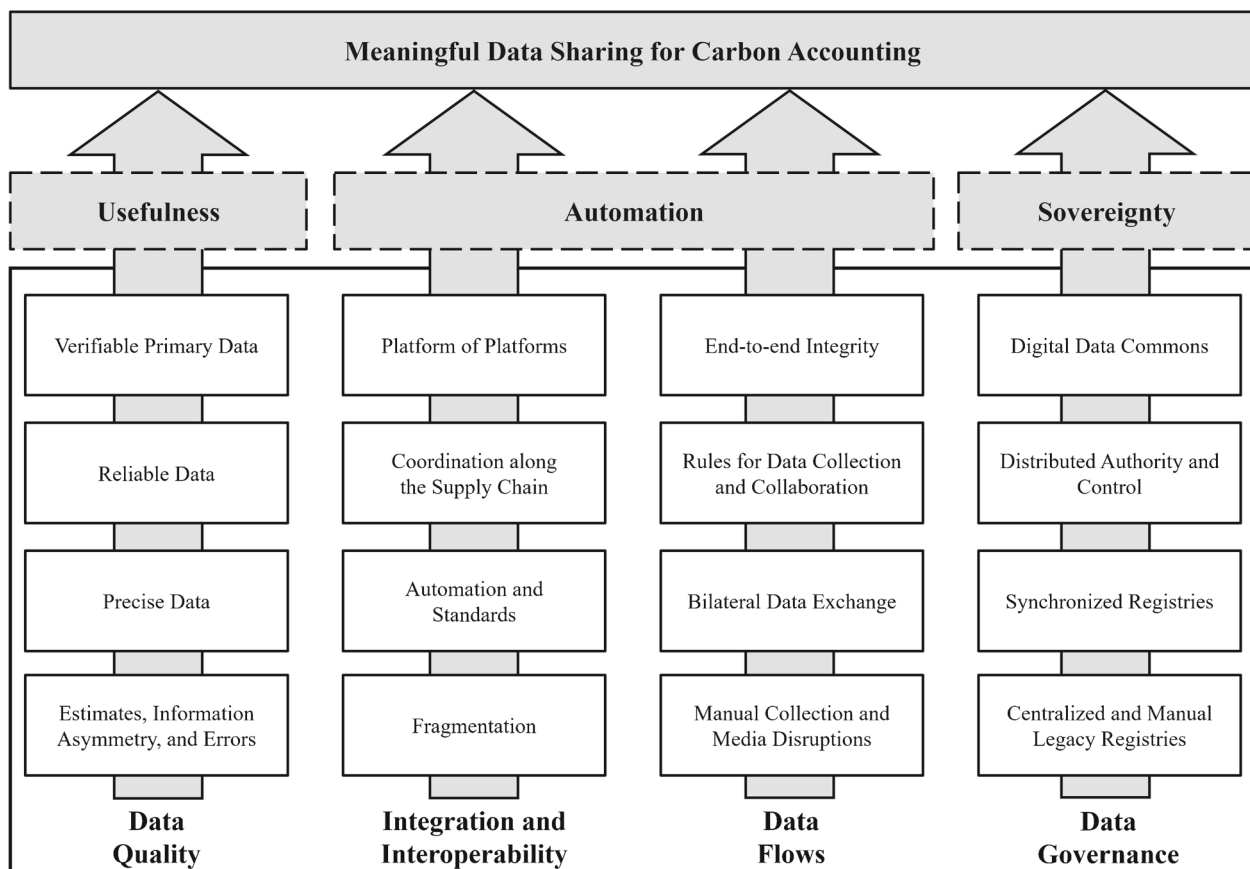 Meaningful Data Sharing for Carbon Accounting
Usefulness
Automation
Sovereignty
Verifiable Primary Data
Platform of Platforms
End-to-end Integrity
Digital Data Commons
Reliable Data
Coordination along
the Supply Chain
Rules for Data Collection
and Collaboration
Distributed Authority and
Control
Precise Data
Automation and
Standards
Bilateral Data Exchange
Synchronized Registries
Estimates, Information
Asymmetry, and Errors
Fragmentation
Manual Collection and
Media Disruptions
Centralized and Manual
Legacy Registries
Data
Quality
Integration and
Interoperability
Data
Flows
Data
Governance